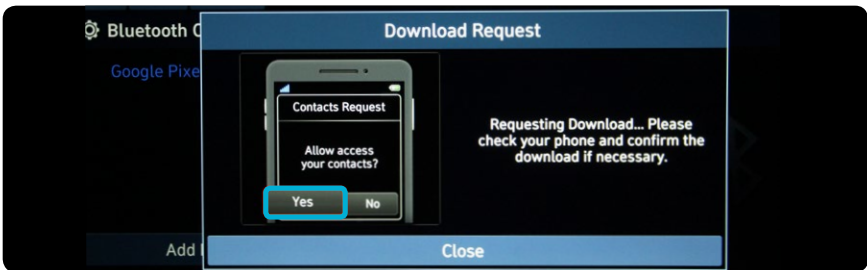 Bluetooth C
Download Request
Google Pixe
Contacts Request
Allow access
your contacts?
Yes
No
Requesting Download... Please
check your phone and confirm the
download if necessary.
Add
Close